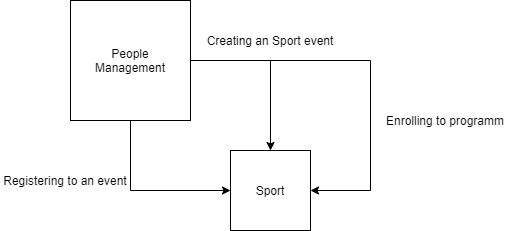 People
Management
Creating an Sport event
Enrolling to programm
Registering to an event
Sport